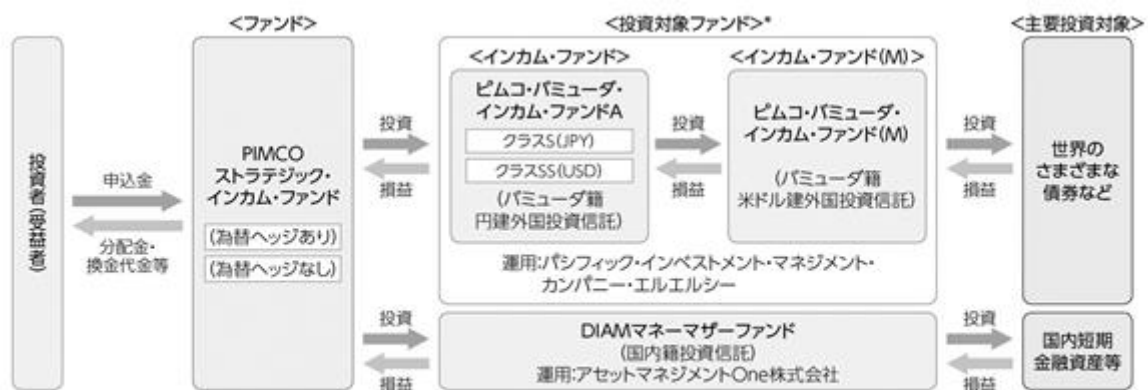 <ファンド>
<投資対象ファンド>*
<主要投資対象>
投資者(受益者)
申込金
分配金・
換金代金等
PIMCO
ストラテジック・
インカム・ファンド
(為替ヘッジあり)
(為替ヘッジなし)
投資
損益
<インカム・ファンド>
ピムコ・バミューダ・
インカム・ファンドA
クラスS(JPY)
クラスSS(USD)
(バミューダ籍
円建外国投資信託)
投資
損益
<インカム・ファンド(M)>
ピムコ・バミューダ・
インカム・ファンド(M)
(バミューダ籍
米ドル建外国投資信託)
運用:パシフィック・インベストメント・マネジメント・
カンパニー・エルエルシー
投資
損益
世界の
さまざまな
債券など
投資
損益
DIAMマネーマザーファンド
(国内籍投資信託)
運用:アセットマネジメントOne株式会社
投資
損益
国内短期
金融資産等